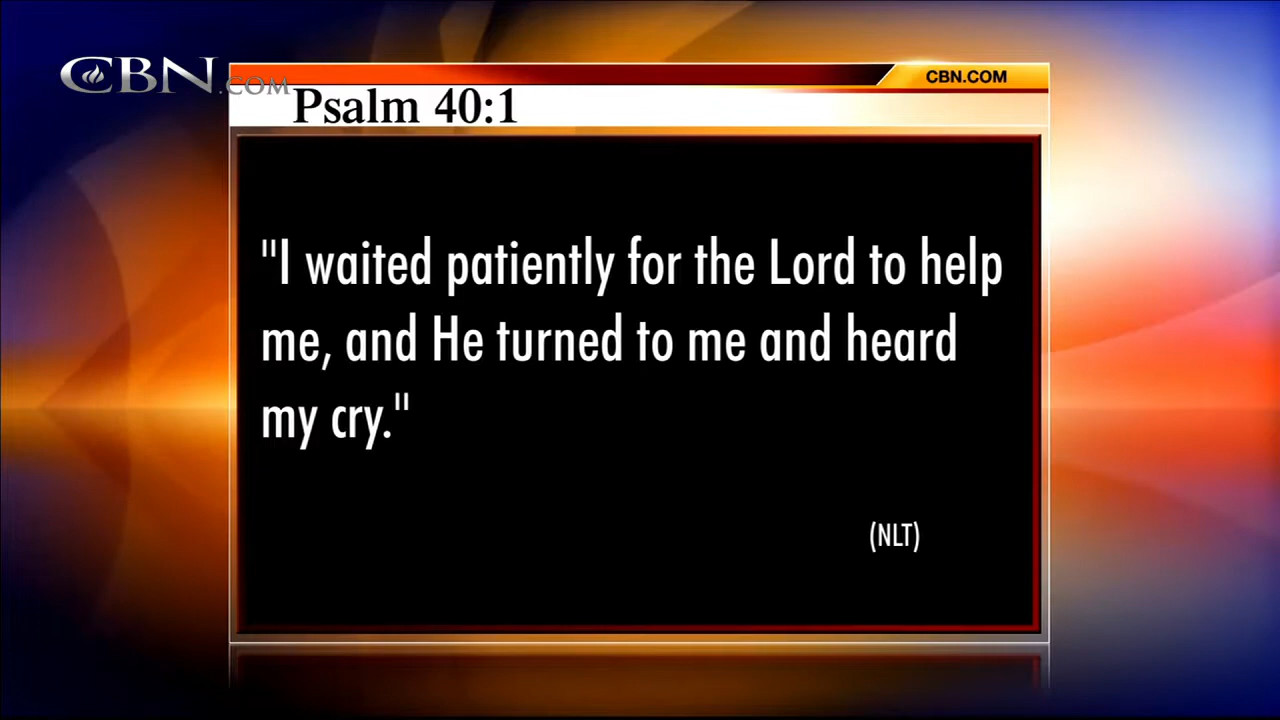 CBN.COM
CBN.COM
Psalm 40:1
"I waited patiently for the Lord to help
me, and He turned to me and heard
my cry."
(NLT)